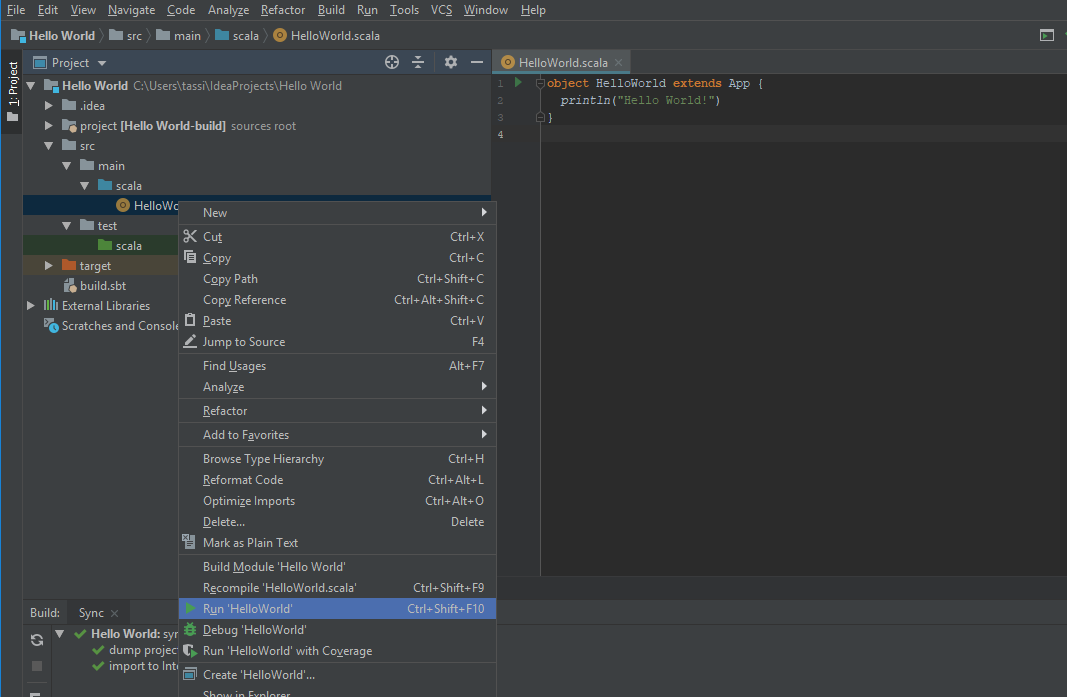 File Edit View Navigate Code Analyze Refactor Build Run Tools VCS Window Help
Hello World src main scala HelloWorld.scala
1: Project
Project
Hello World C:\Users\tassi\IdeaProjects\Hello World
.idea
project [Hello World-build] sources root
src
main
scala
HelloWo
test
scala
target
build.sbt
External Libraries
Scratches and Console
HelloWorld.scala
1 object HelloWorld extends App {
2 println("Hello World!")
3 }
4
New
Cut Ctrl+X
Copy Ctrl+C
Copy Path Ctrl+Shift+C
Copy Reference Ctrl+Alt+Shift+C
Paste Ctrl+V
Jump to Source F4
Find Usages Alt+F7
Analyze
Refactor
Add to Favorites
Browse Type Hierarchy Ctrl+H
Reformat Code Ctrl+Alt+L
Optimize Imports Ctrl+Alt+O
Delete... Delete
Mark as Plain Text
Build Module 'Hello World'
Recompile 'HelloWorld.scala' Ctrl+Shift+F9
Run 'HelloWorld' Ctrl+Shift+F10
Debug 'HelloWorld'
Run 'HelloWorld' with Coverage
Create 'HelloWorld'...
Show in Explorer
Build: Sync
Hello World: syn
dump projec
import to Inte